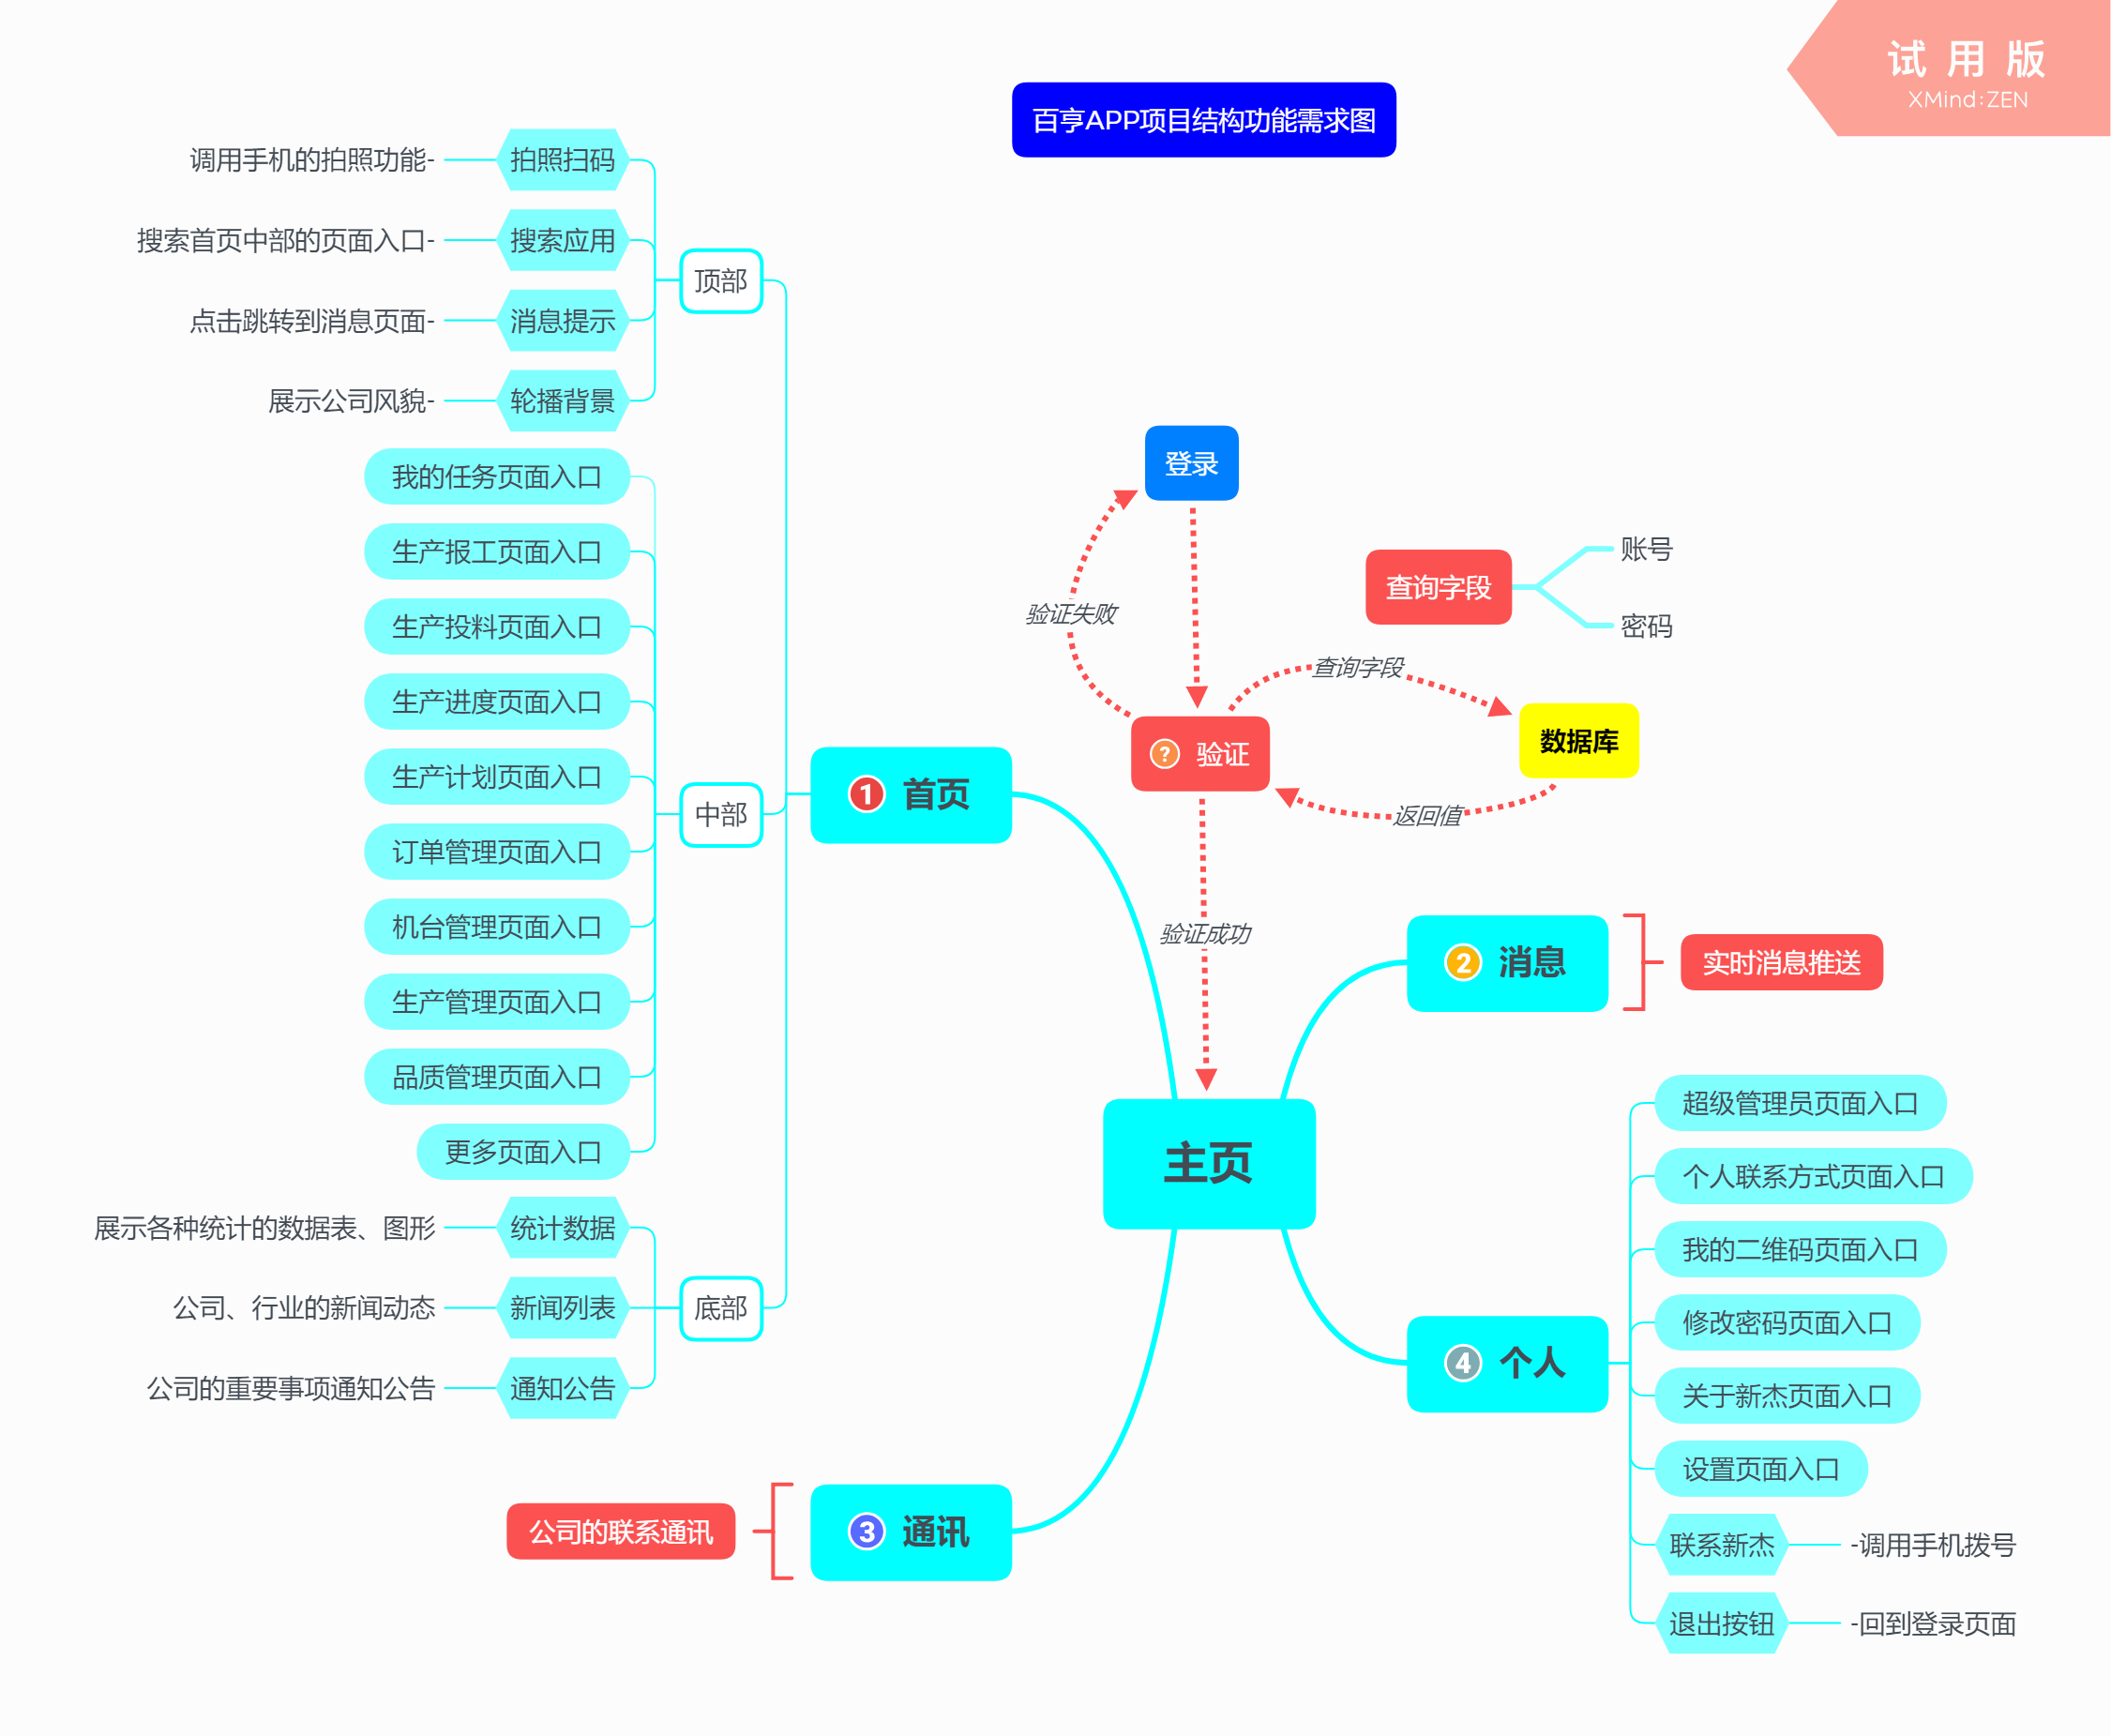 试 用 版
XMind:ZEN
百亨APP项目结构功能需求图
登录
验证失败
查询字段
账号
密码
查询字段
验证
数据库
返回值
验证成功
主页
1 首页
顶部
拍照扫码
调用手机的拍照功能-
搜索应用
搜索首页中部的页面入口-
消息提示
点击跳转到消息页面-
轮播背景
展示公司风貌-
中部
我的任务页面入口
生产报工页面入口
生产投料页面入口
生产进度页面入口
生产计划页面入口
订单管理页面入口
机台管理页面入口
生产管理页面入口
品质管理页面入口
更多页面入口
底部
统计数据
展示各种统计的数据表、图形
新闻列表
公司、行业的新闻动态
通知公告
公司的重要事项通知公告
2 消息
实时消息推送
3 通讯
公司的联系通讯
4 个人
超级管理员页面入口
个人联系方式页面入口
我的二维码页面入口
修改密码页面入口
关于新杰页面入口
设置页面入口
联系新杰
-调用手机拨号
退出按钮
-回到登录页面